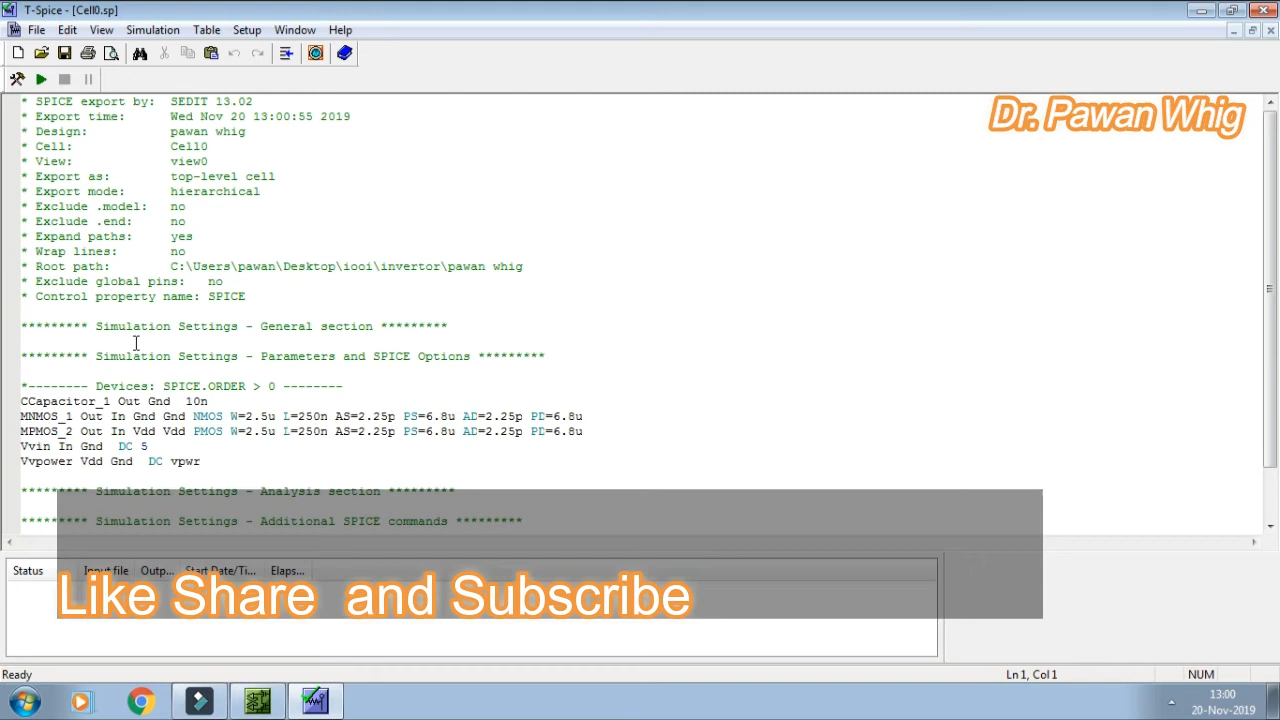 T-Spice - [Cell0.sp]
File Edit View Simulation Table Setup Window Help
* SPICE export by: SEDIT 13.02
Dr. Pawan Whig
* Export time: Wed Nov 20 13:00:55 2019
* Design: pawan whig
* Cell: Cell0
* View: view0
* Export as: top-level cell
* Export mode: hierarchical
* Exclude .model: no
* Exclude .end: no
* Expand paths: yes
* Wrap lines: no
* Root path: C:\Users\pawan\Desktop\iooi\invertor\pawan whig
* Exclude global pins: no
* Control property name: SPICE
********* Simulation Settings - General section *********
********* Simulation Settings - Parameters and SPICE Options *********
*-------- Devices: SPICE.ORDER > 0 --------
CCapacitor_1 Out Gnd 10n
MNMOS_1 Out In Gnd Gnd NMOS W=2.5u L=250n AS=2.25p PS=6.8u AD=2.25p PD=6.8u
MPMOS_2 Out In Vdd Vdd PMOS W=2.5u L=250n AS=2.25p PS=6.8u AD=2.25p PD=6.8u
Vvin In Gnd DC 5
Vvpower Vdd Gnd DC vpwr
********* Simulation Settings - Analysis section *********
********* Simulation Settings - Additional SPICE commands *********
Status Input file Outp... Start Date/Ti... Elaps...
Like Share and Subscribe
Ready Ln 1, Col 1 NUM
13:00
20-Nov-2019